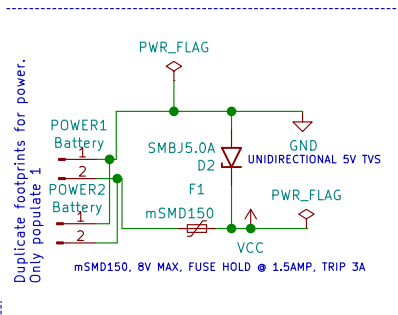 PWR_FLAG
Duplicate footprints for power.
Only populate 1
POWER1
Battery
1
2
POWER2
Battery
1
2
SMBJ5.0A
D2
GND
UNIDIRECTIONAL 5V TVS
F1
mSMD150
PWR_FLAG
VCC
mSMD150, 8V MAX, FUSE HOLD @ 1.5AMP, TRIP 3A